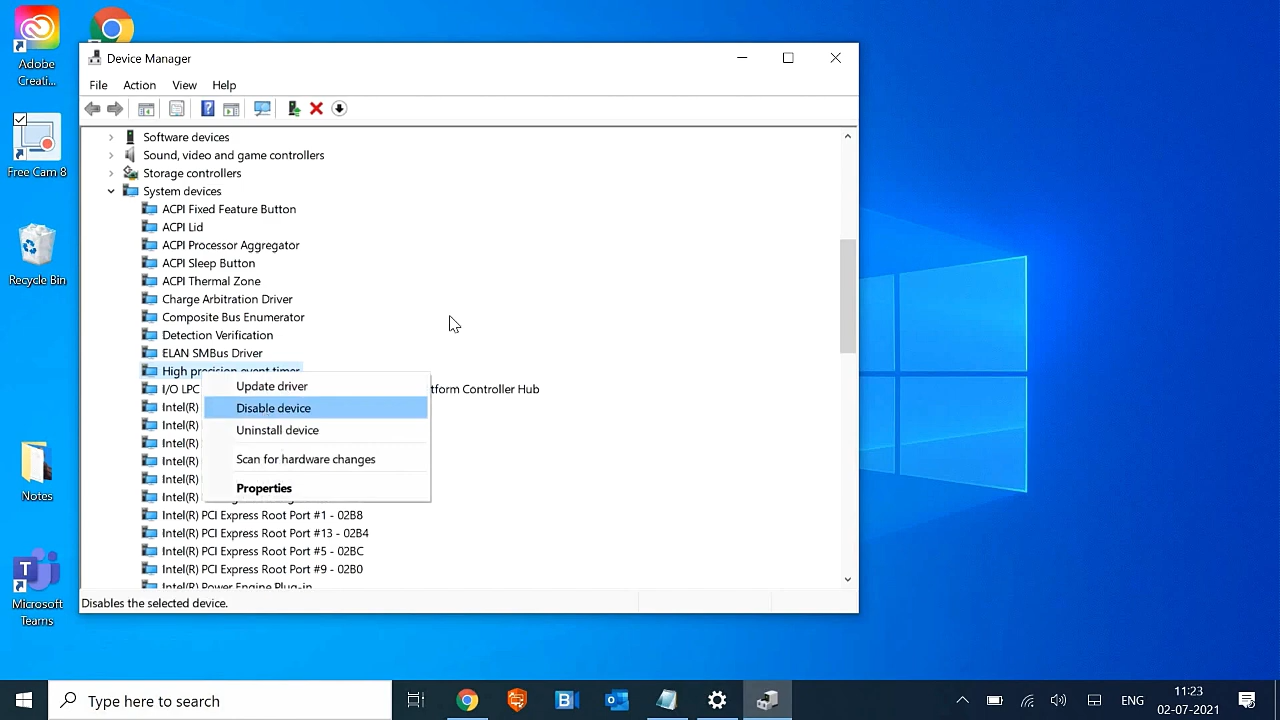 Adobe
Creati...
Free Cam 8
Recycle Bin
Notes
Microsoft
Teams
Device Manager
File Action View Help
Software devices
Sound, video and game controllers
Storage controllers
System devices
ACPI Fixed Feature Button
ACPI Lid
ACPI Processor Aggregator
ACPI Sleep Button
ACPI Thermal Zone
Charge Arbitration Driver
Composite Bus Enumerator
Detection Verification
ELAN SMBus Driver
High precision event timer
I/O LPC tform Controller Hub
Intel(R)
Intel(R)
Intel(R)
Intel(R)
Intel(R)
Intel(R)
Update driver
Disable device
Uninstall device
Scan for hardware changes
Properties
Intel(R) PCI Express Root Port #1 - 02B8
Intel(R) PCI Express Root Port #13 - 02B4
Intel(R) PCI Express Root Port #5 - 02BC
Intel(R) PCI Express Root Port #9 - 02B0
Intel(R) Power Engine Plug-in
Disables the selected device.
Type here to search
ENG
11:23
02-07-2021